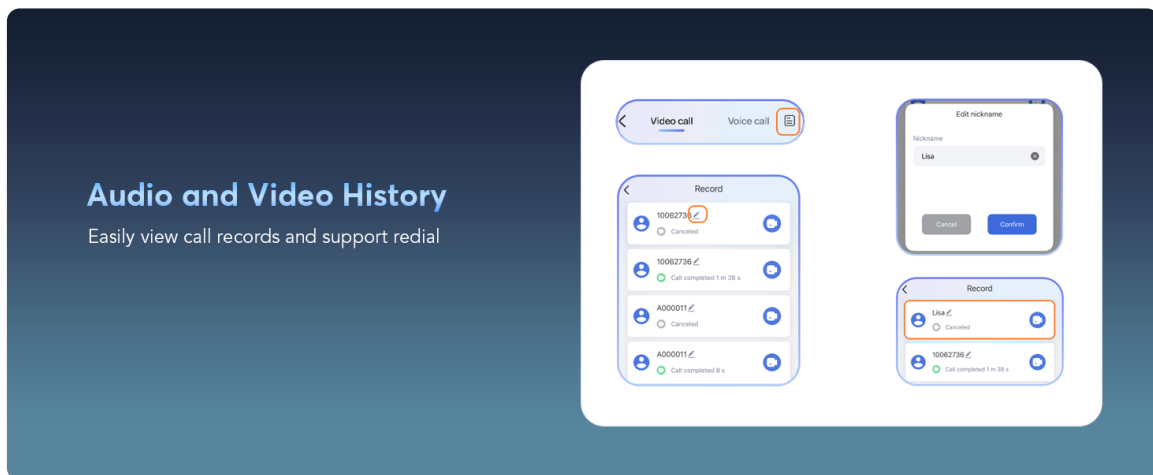 Audio and Video History
Easily view call records and support redial
Video call
Voice call
Record
10062736
Canceled
10062736
Call completed 1 m 38 s
A000011
Canceled
A000011
Call completed 8 s
Edit nickname
Nickname
Lisa
Cancel
Confirm
Record
Lisa
Canceled
10062736
Call completed 1 m 38 s